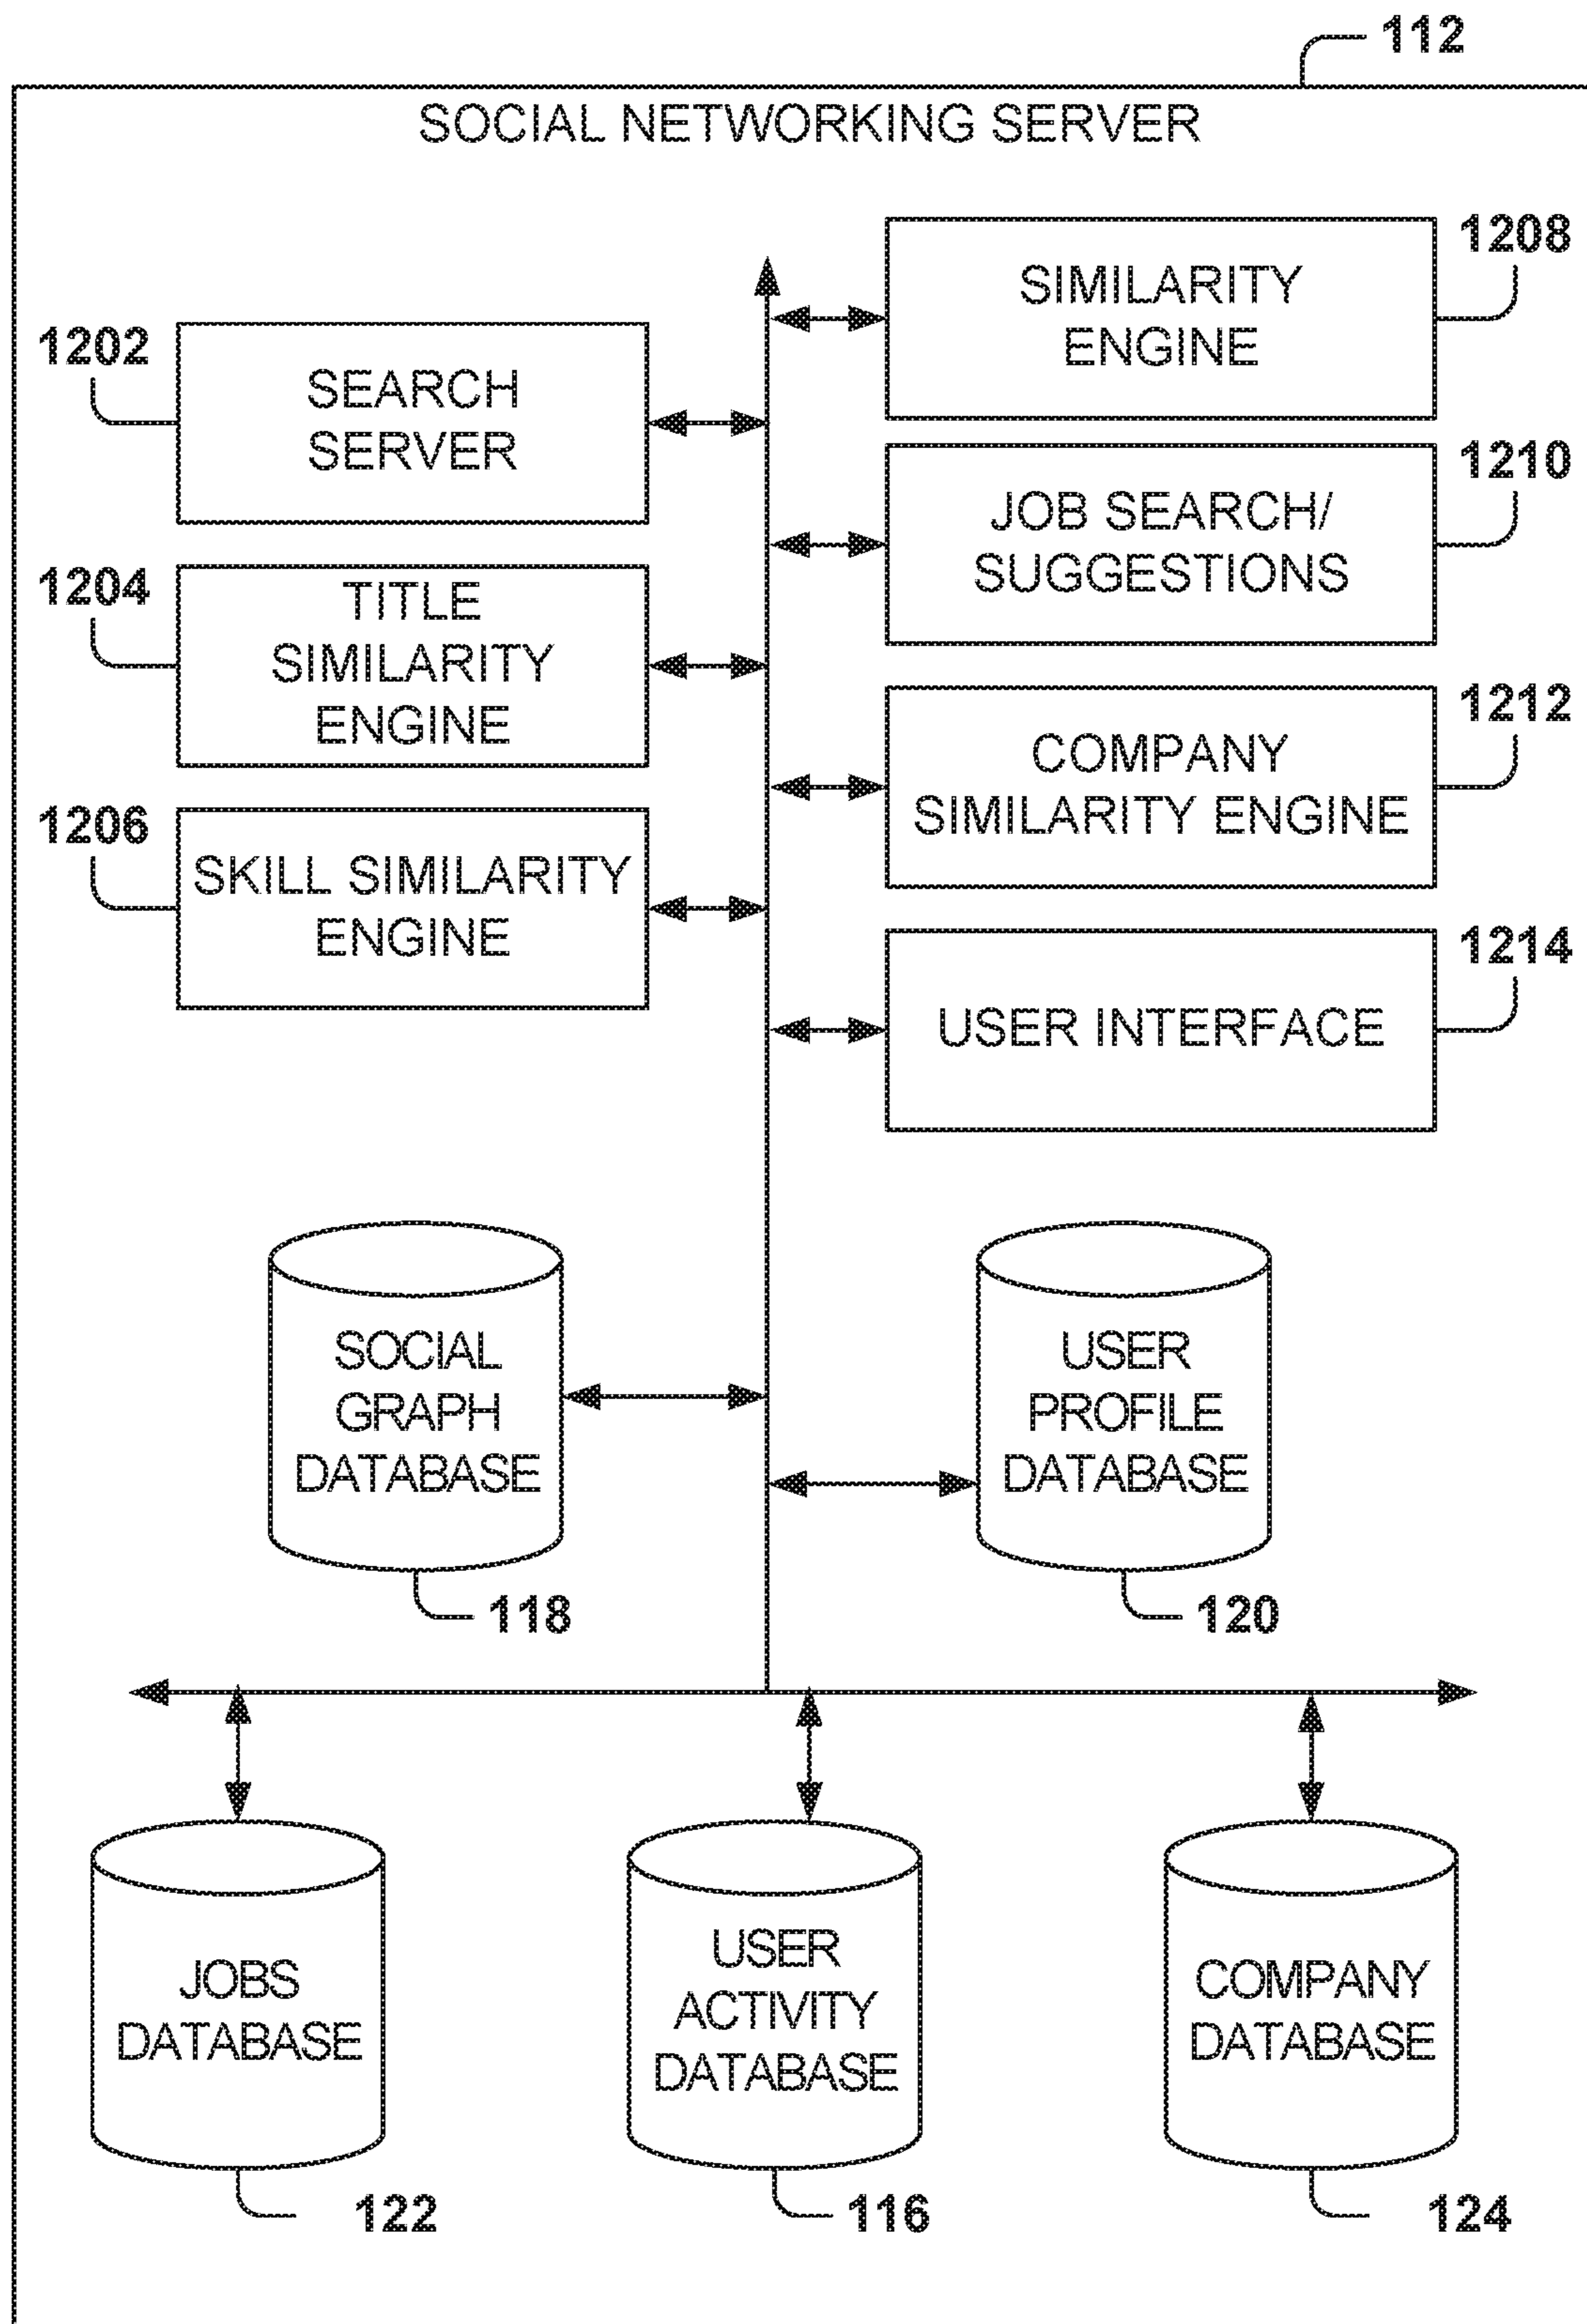 112
SOCIAL NETWORKING SERVER
1208
SIMILARITY
ENGINE
1202
SEARCH
SERVER
1210
JOB SEARCH/
SUGGESTIONS
1204
TITLE
SIMILARITY
ENGINE
1212
COMPANY
SIMILARITY ENGINE
1206
SKILL SIMILARITY
ENGINE
1214
USER INTERFACE
SOCIAL
GRAPH
DATABASE
118
USER
PROFILE
DATABASE
120
JOBS
DATABASE
122
USER
ACTIVITY
DATABASE
116
COMPANY
DATABASE
124